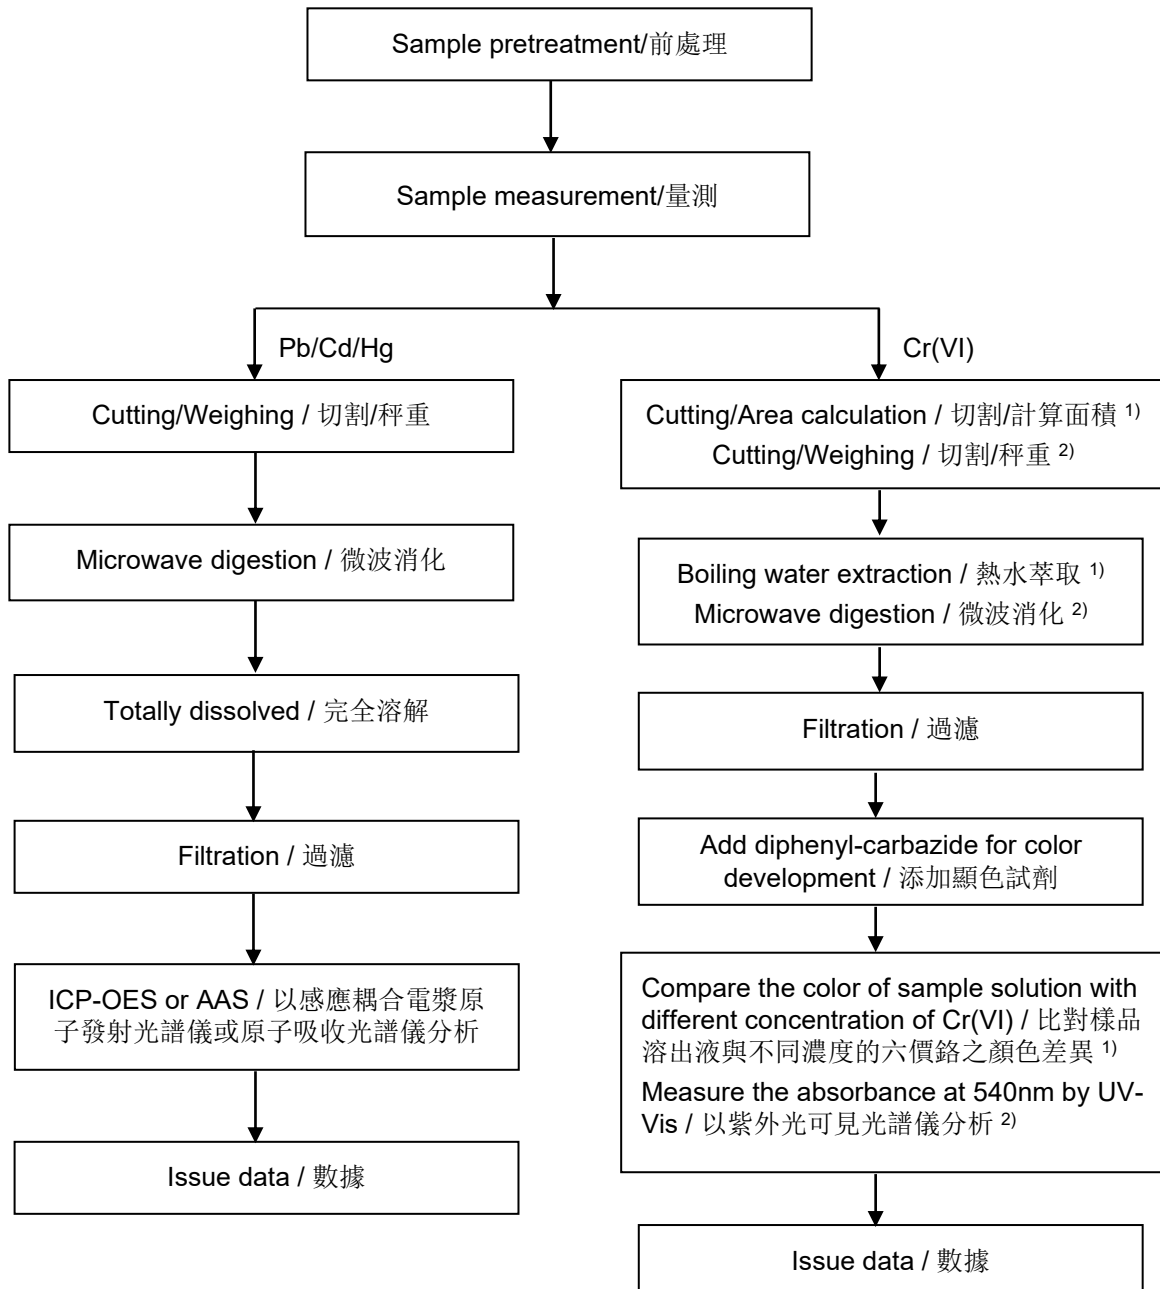 Sample pretreatment/前處理
Sample measurement/量測
Pb/Cd/Hg
Cutting/Weighing / 切割/秤重
Microwave digestion / 微波消化
Totally dissolved / 完全溶解
Filtration / 過濾
ICP-OES or AAS / 以感應耦合電漿原
子發射光譜儀或原子吸收光譜儀分析
Issue data / 數據
Cr(VI)
Cutting/Area calculation / 切割/計算面積 1)
Cutting/Weighing / 切割/秤重 2)
Boiling water extraction / 熱水萃取 1)
Microwave digestion / 微波消化 2)
Filtration / 過濾
Add diphenyl-carbazide for color
development / 添加顯色試劑
Compare the color of sample solution with
different concentration of Cr(VI) / 比對樣品
溶出液與不同濃度的六價鉻之顏色差異 1)
Measure the absorbance at 540nm by UV-
Vis / 以紫外光可見光譜儀分析 2)
Issue data / 數據